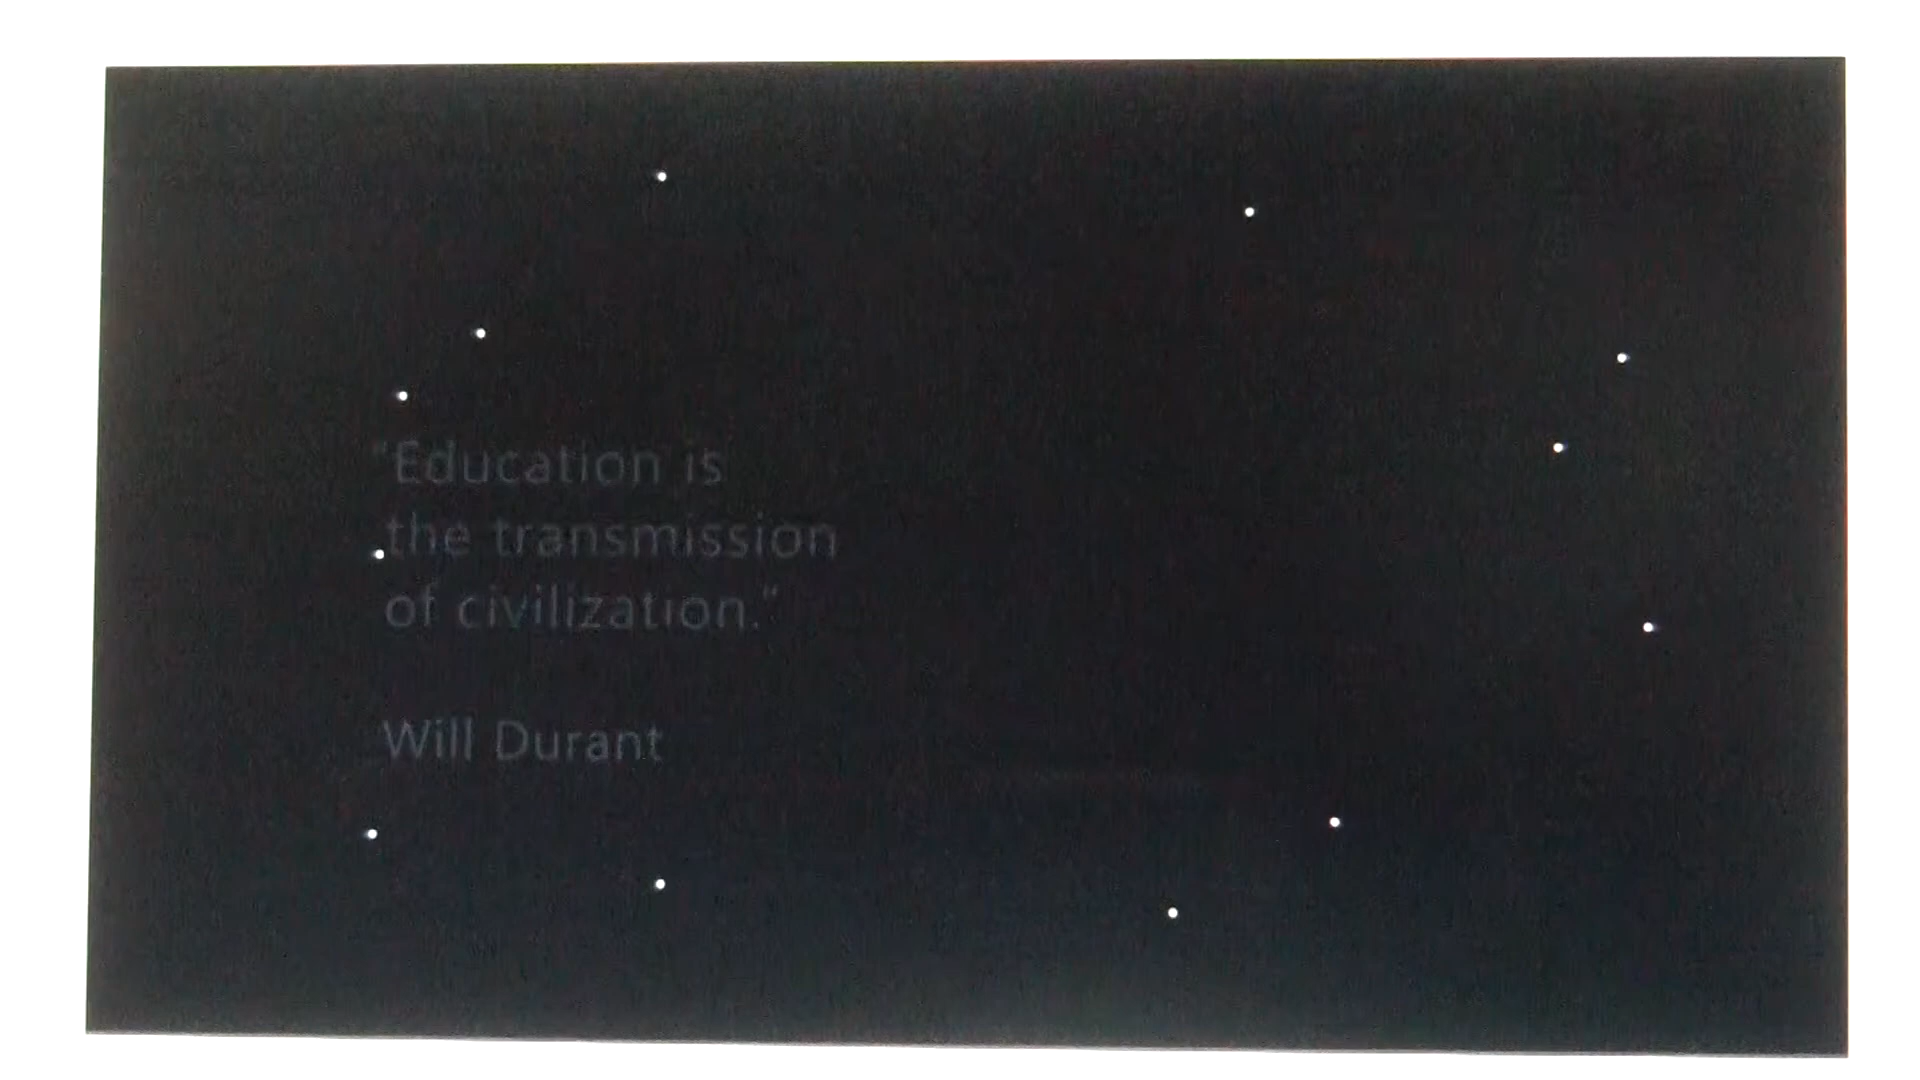 "Education is
the transmission
of civilization."
Will Durant